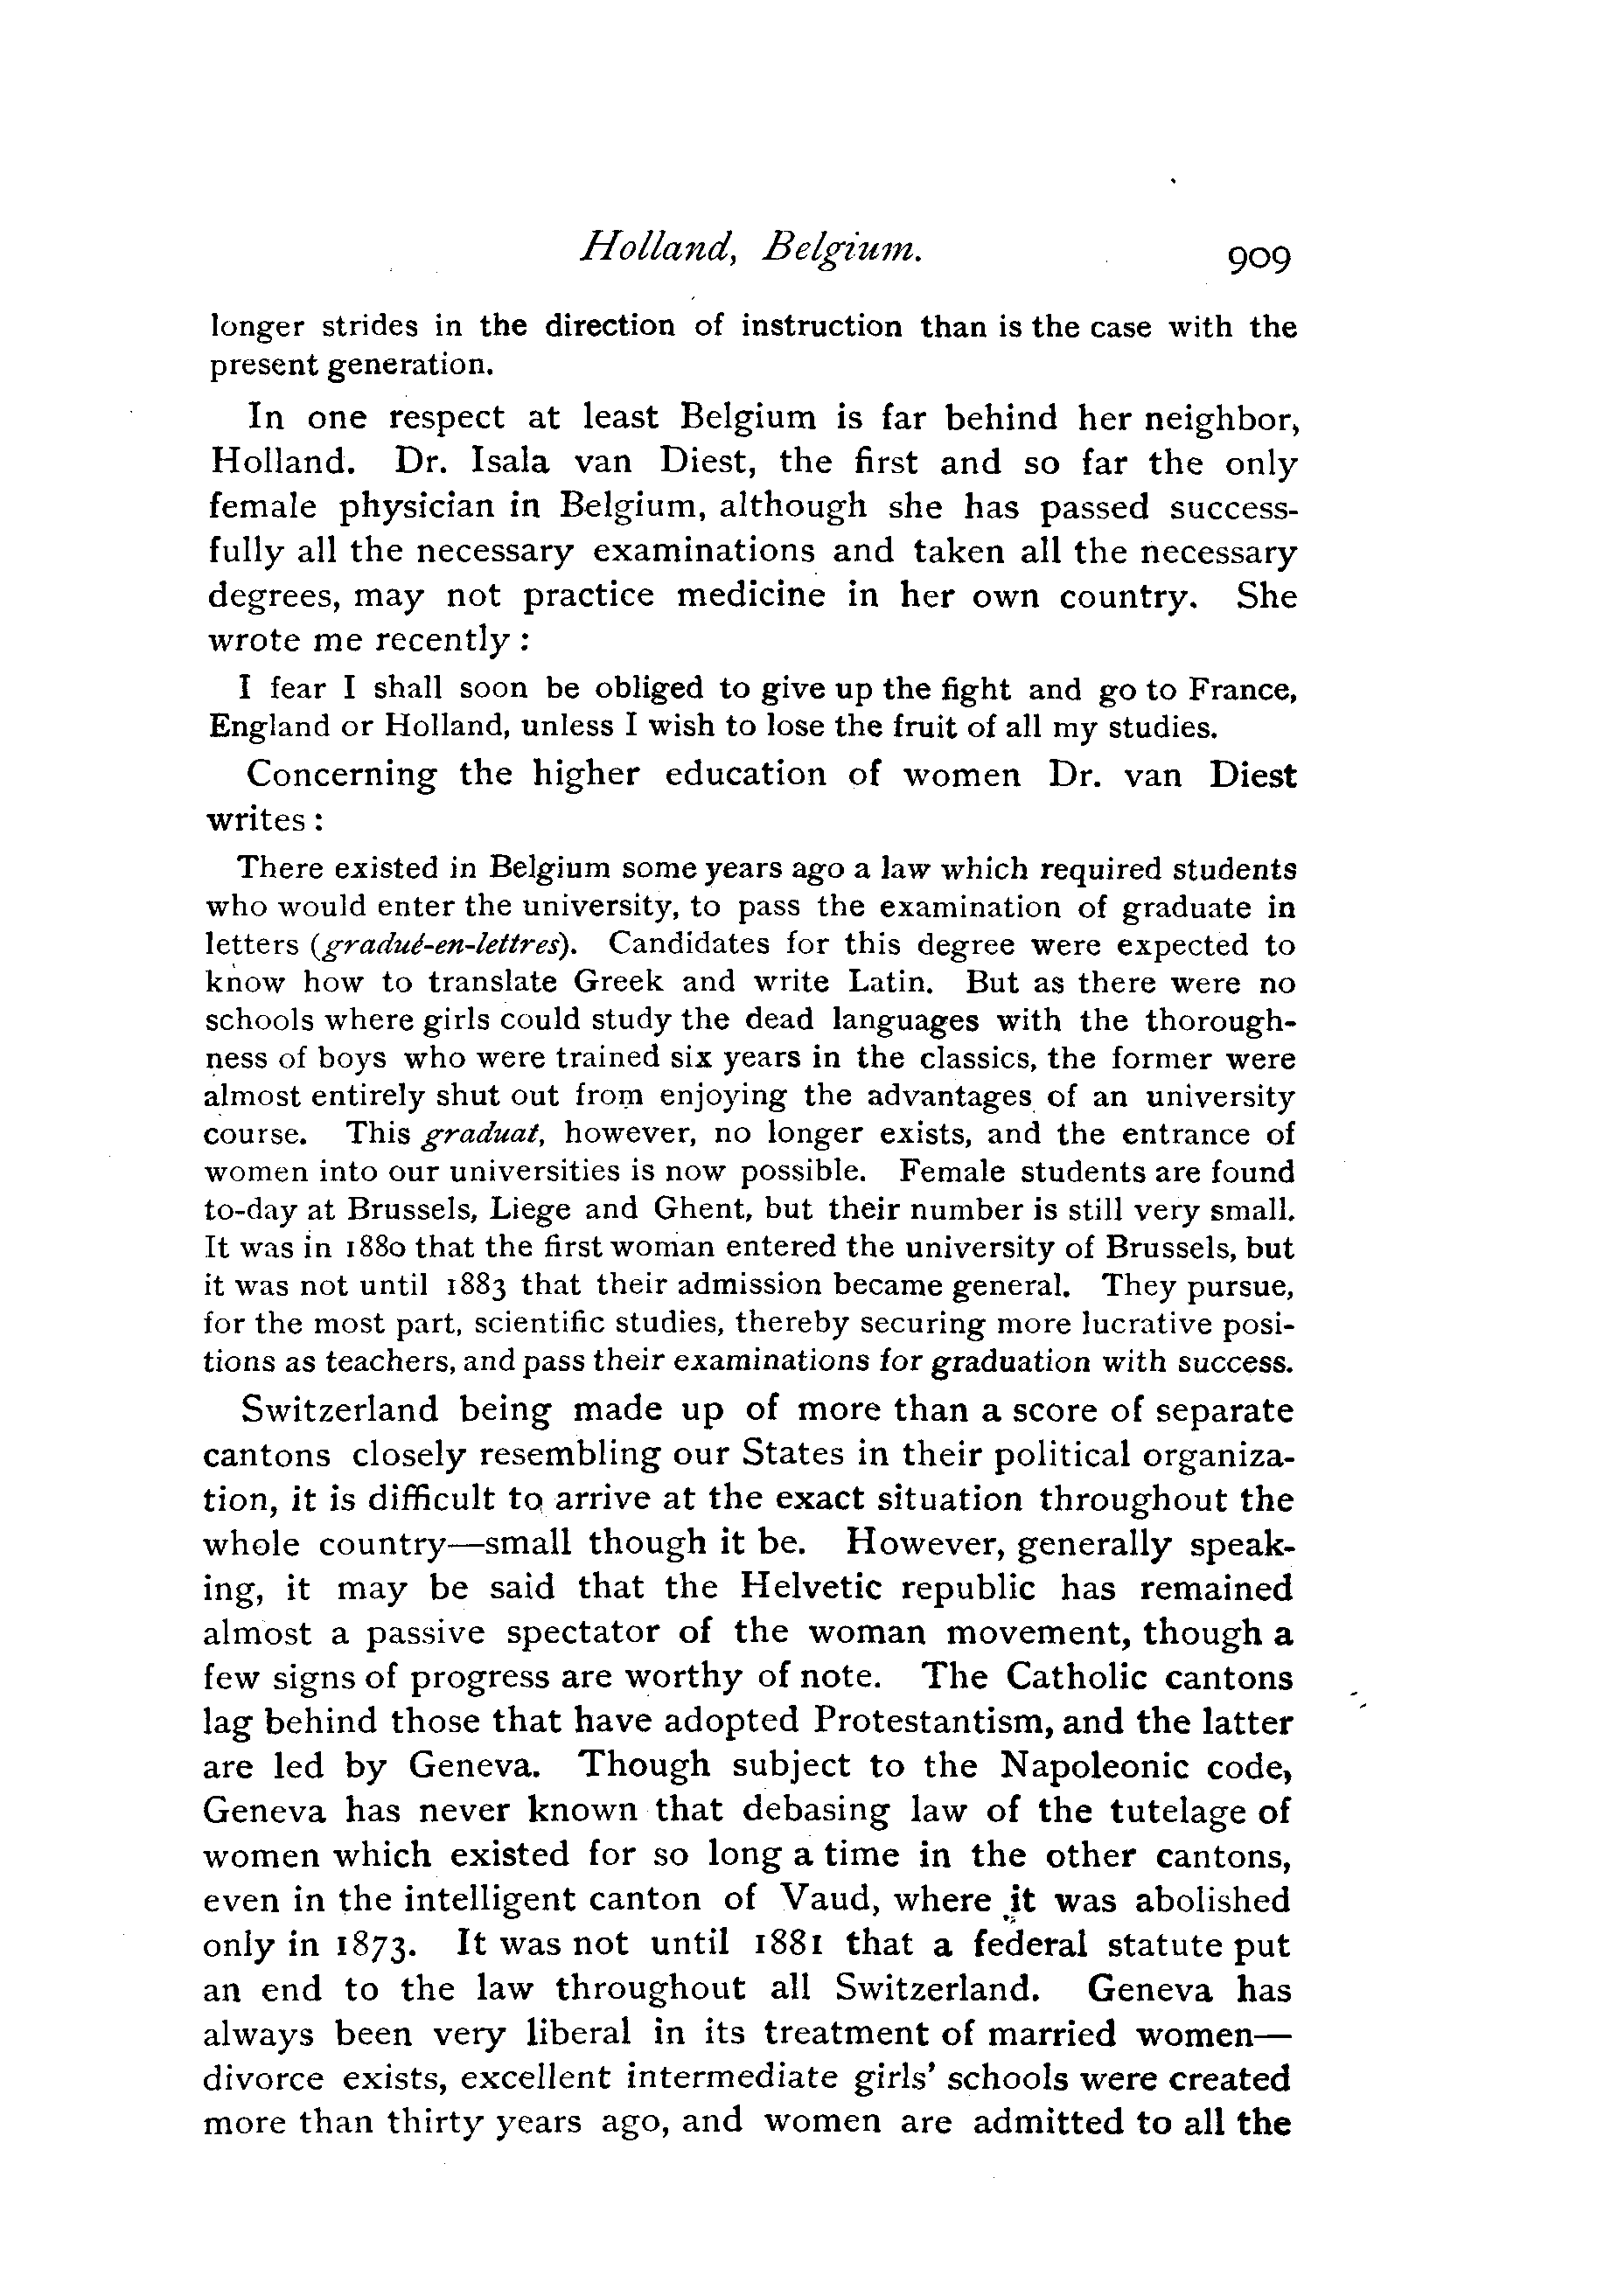 Holland, Belgium. 909
longer strides in the direction of instruction than is the case with the
present generation.
In one respect at least Belgium is far behind her neighbor,
Holland. Dr. Isala van Diest, the first and so far the only
female physician in Belgium, although she has passed success-
fully all the necessary examinations and taken all the necessary
degrees, may not practice medicine in her own country. She
wrote me recently :
I fear I shall soon be obliged to give up the fight and go to France,
England or Holland, unless I wish to lose the fruit of all my studies.
Concerning the higher education of women Dr. van Diest
writes :
There existed in Belgium some years ago a law which required students
who would enter the university, to pass the examination of graduate in
letters (gradué-en-lettres). Candidates for this degree were expected to
know how to translate Greek and write Latin. But as there were no
schools where girls could study the dead languages with the thorough-
ness of boys who were trained six years in the classics, the former were
almost entirely shut out from enjoying the advantages of an university
course. This graduat, however, no longer exists, and the entrance of
women into our universities is now possible. Female students are found
to-day at Brussels, Liege and Ghent, but their number is still very small.
It was in 1880 that the first woman entered the university of Brussels, but
it was not until 1883 that their admission became general. They pursue,
for the most part, scientific studies, thereby securing more lucrative posi-
tions as teachers, and pass their examinations for graduation with success.
Switzerland being made up of more than a score of separate
cantons closely resembling our States in their political organiza-
tion, it is difficult to arrive at the exact situation throughout the
whole country—small though it be. However, generally speak-
ing, it may be said that the Helvetic republic has remained
almost a passive spectator of the woman movement, though a
few signs of progress are worthy of note. The Catholic cantons
lag behind those that have adopted Protestantism, and the latter
are led by Geneva. Though subject to the Napoleonic code,
Geneva has never known that debasing law of the tutelage of
women which existed for so long a time in the other cantons,
even in the intelligent canton of Vaud, where it was abolished
only in 1873. It was not until 1881 that a federal statute put
an end to the law throughout all Switzerland. Geneva has
always been very liberal in its treatment of married women—
divorce exists, excellent intermediate girls' schools were created
more than thirty years ago, and women are admitted to all the